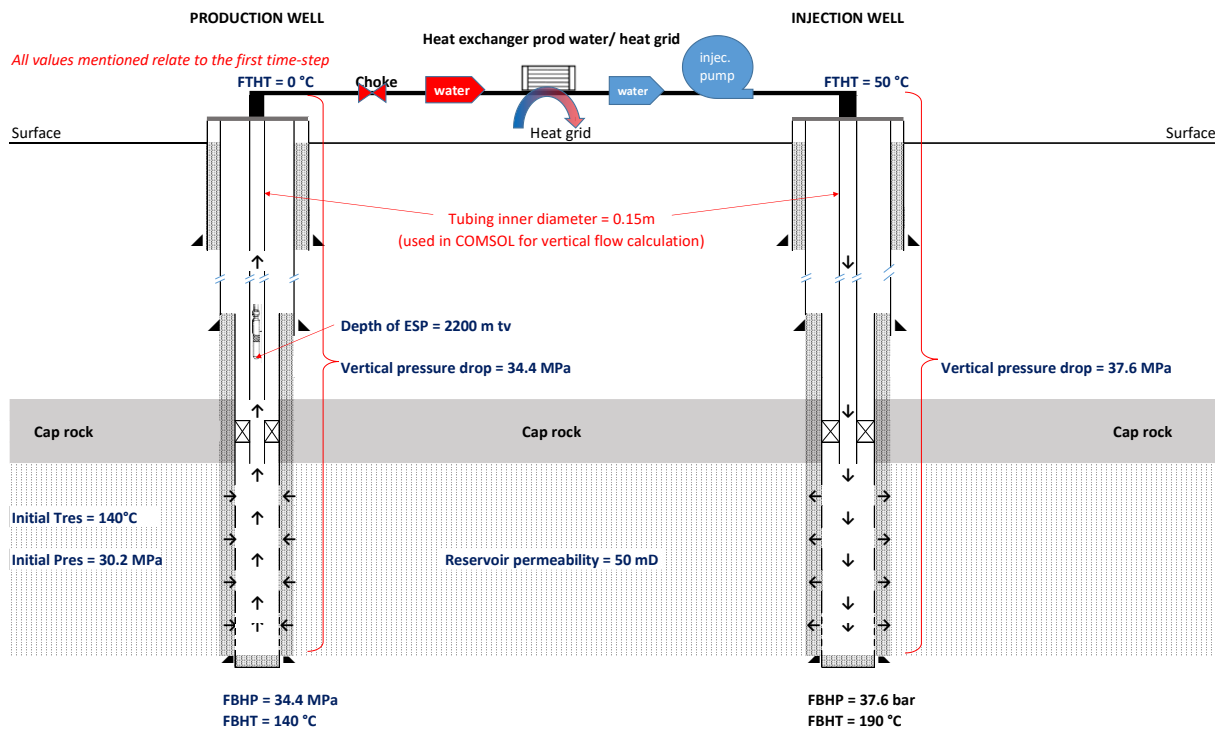 PRODUCTION WELL
INJECTION WELL
Heat exchanger prod water/ heat grid
All values mentioned relate to the first time-step
injec.
pump
FTHT = 0 °C
Choke
FTHT = 50 °C
water
water
Surface
Heat grid
Surface
Tubing inner diameter = 0.15m
(used in COMSOL for vertical flow calculation)
Depth of ESP = 2200 m tv
Vertical pressure drop = 34.4 MPa
Vertical pressure drop = 37.6 MPa
Cap rock
Cap rock
Cap rock
Initial Tres = 140°C
Initial Pres = 30.2 MPa
Reservoir permeability = 50 mD
FBHP = 34.4 MPa
FBHT = 140 °C
FBHP = 37.6 bar
FBHT = 190 °C